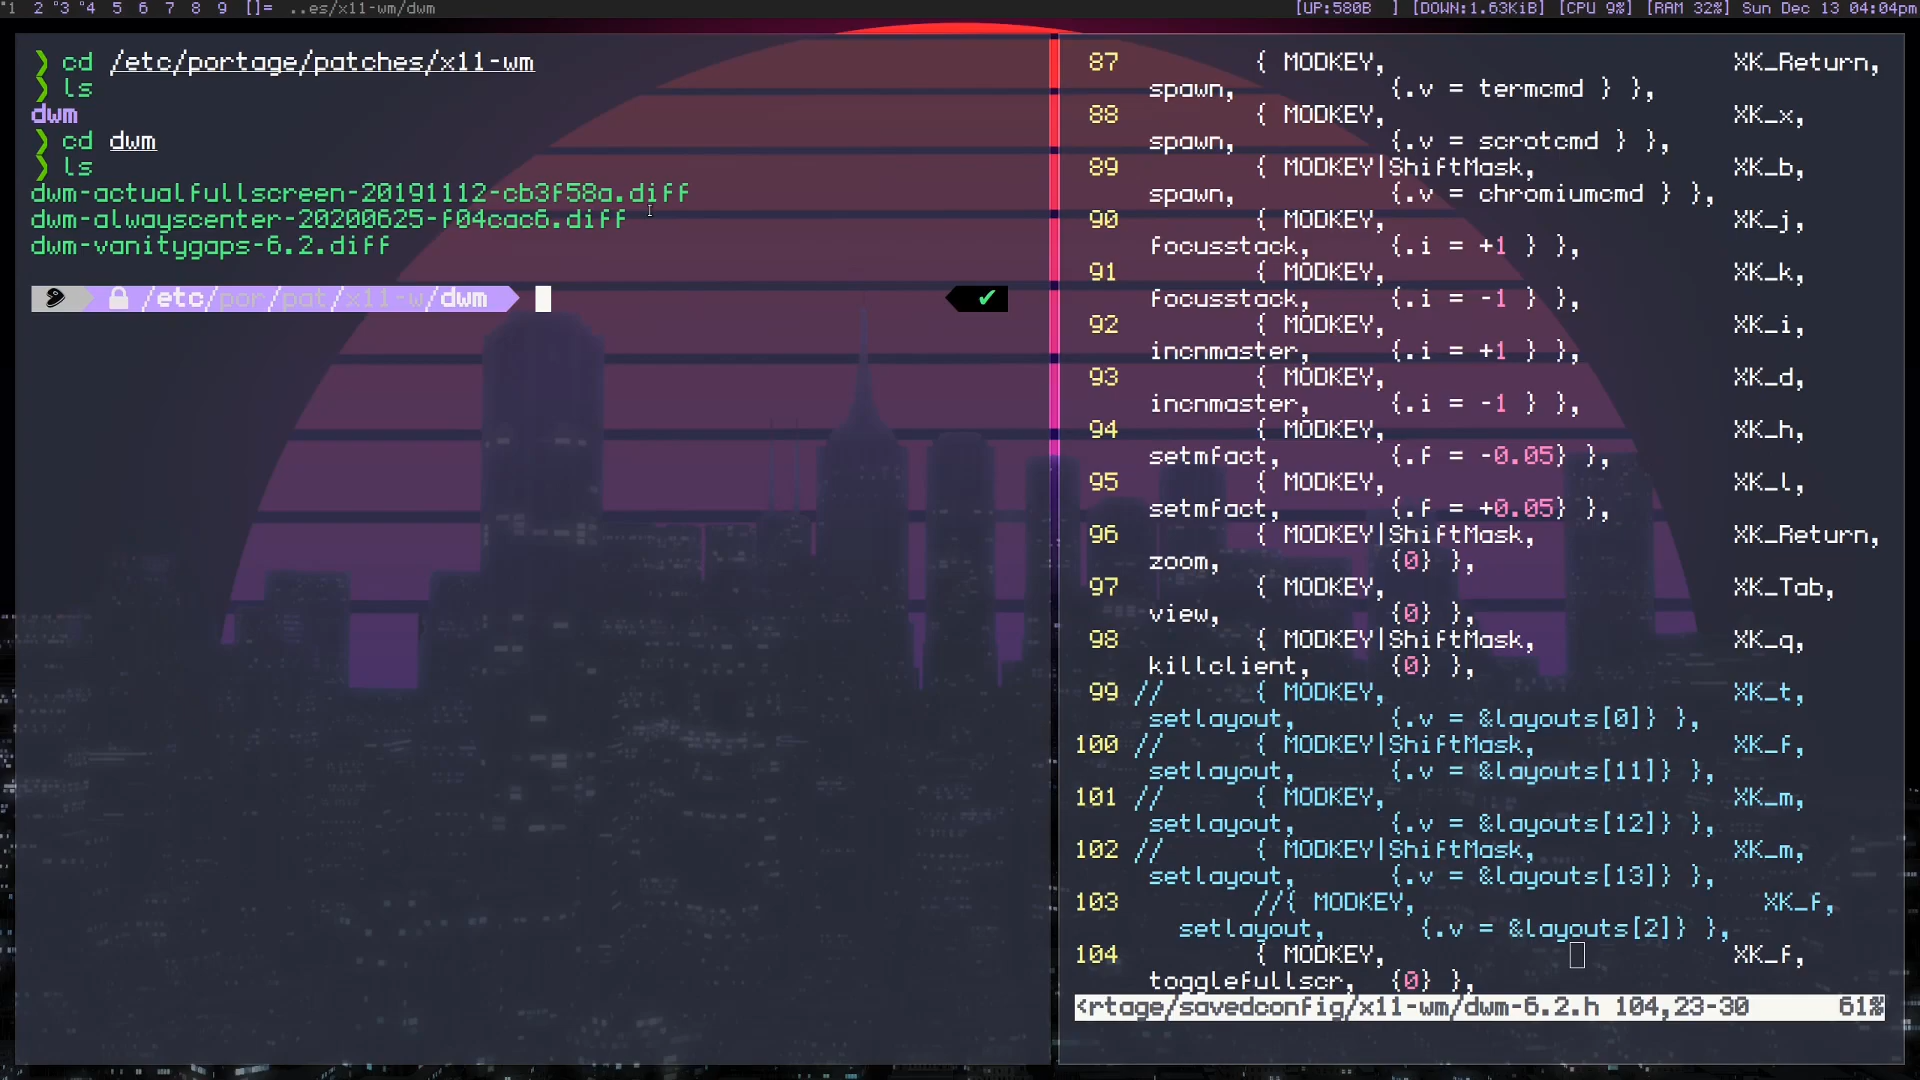 1 2 °3 °4 5 6 7 8 9 []= ..es/x11-wm/dwm [UP:580B ] [DOWN:1.63KiB] [CPU 9%] [RAM 32%] Sun Dec 13 04:04pm
❯ cd /etc/portage/patches/x11-wm
❯ ls
dwm
❯ cd dwm
❯ ls
dwm-actualfullscreen-20191112-cb3f58a.diff
dwm-alwayscenter-20200625-f04cac6.diff
dwm-vanitygaps-6.2.diff
/etc/por/pat/x11-w/dwm ✔
87 { MODKEY, XK_Return,
spawn, {.v = termcmd } },
88 { MODKEY, XK_x,
spawn, {.v = scrotcmd } },
89 { MODKEY|ShiftMask, XK_b,
spawn, {.v = chromiumcmd } },
90 { MODKEY, XK_j,
focusstack, {.i = +1 } },
91 { MODKEY, XK_k,
focusstack, {.i = -1 } },
92 { MODKEY, XK_i,
incnmaster, {.i = +1 } },
93 { MODKEY, XK_d,
incnmaster, {.i = -1 } },
94 { MODKEY, XK_h,
setmfact, {.f = -0.05} },
95 { MODKEY, XK_l,
setmfact, {.f = +0.05} },
96 { MODKEY|ShiftMask, XK_Return,
zoom, {0} },
97 { MODKEY, XK_Tab,
view, {0} },
98 { MODKEY|ShiftMask, XK_q,
killclient, {0} },
99 // { MODKEY, XK_t,
setlayout, {.v = &layouts[0]} },
100 // { MODKEY|ShiftMask, XK_f,
setlayout, {.v = &layouts[11]} },
101 // { MODKEY, XK_m,
setlayout, {.v = &layouts[12]} },
102 // { MODKEY|ShiftMask, XK_m,
setlayout, {.v = &layouts[13]} },
103 //{ MODKEY, XK_f,
setlayout, {.v = &layouts[2]} },
104 { MODKEY, XK_f,
togglefullscr, {0} },
<rtage/savedconfig/x11-wm/dwm-6.2.h 104,23-30 61%